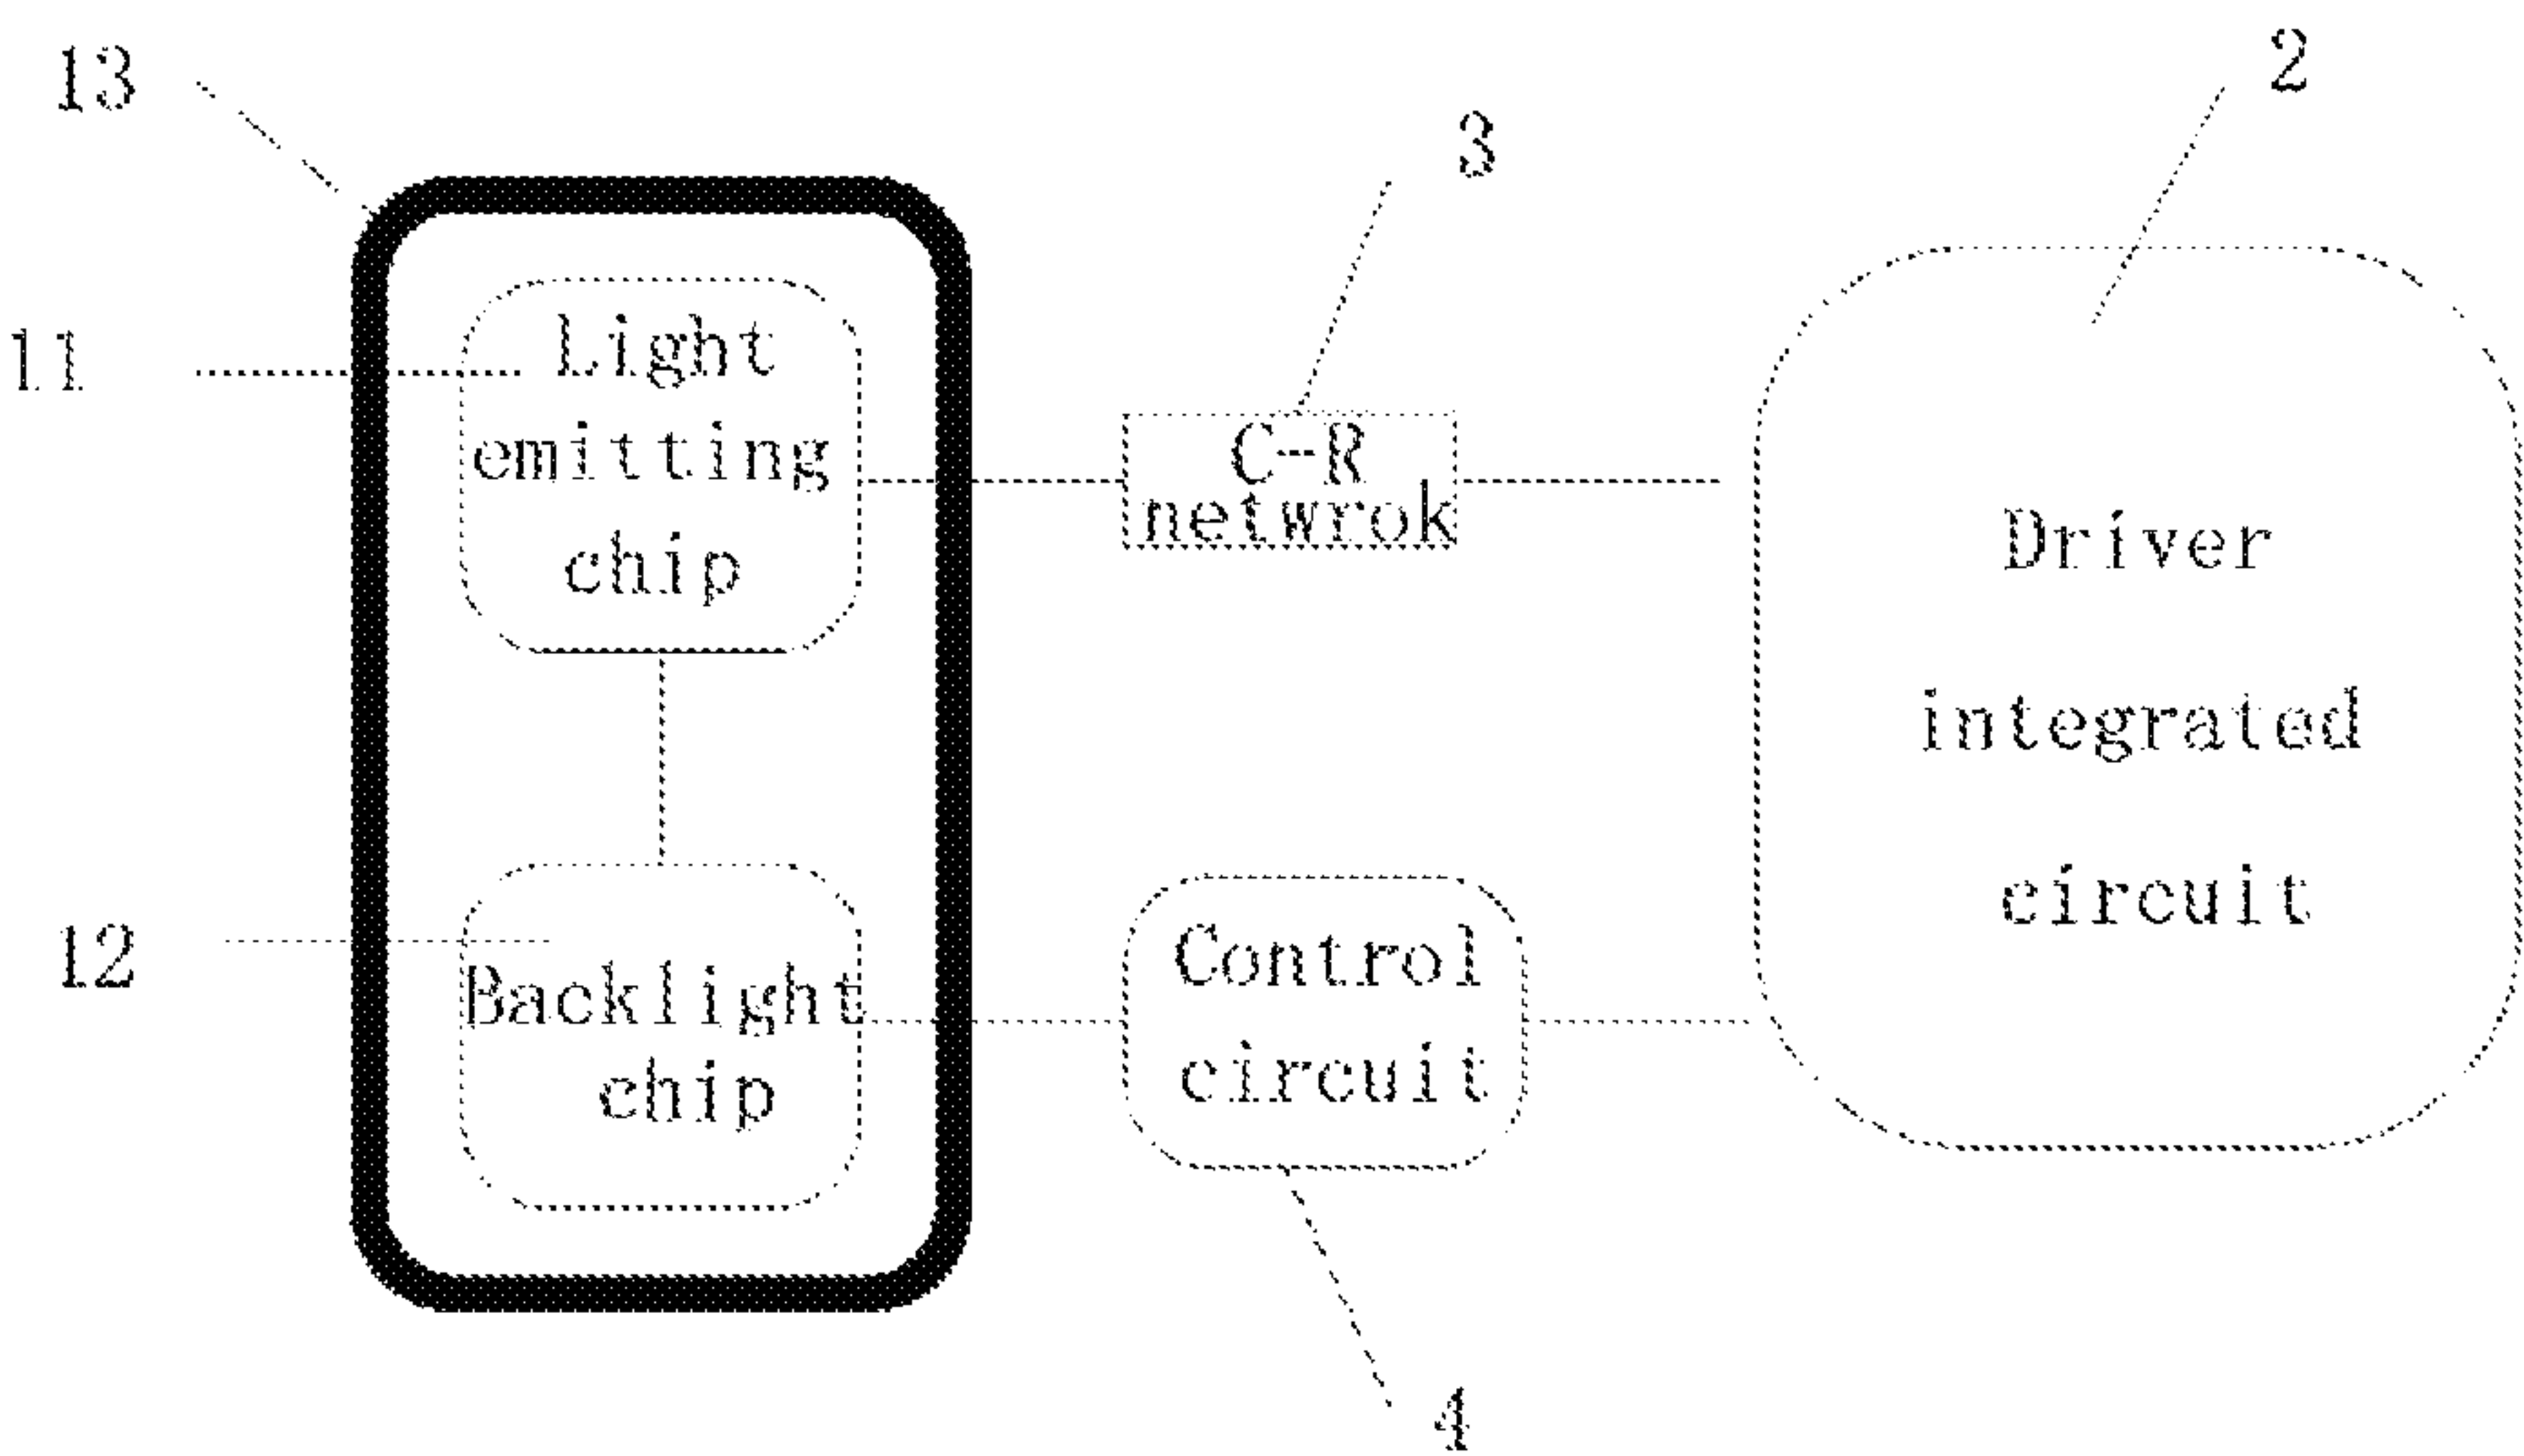 13
2
3
11
Light
emitting
chip
C-R
netwrok
Driver
integrated
circuit
12
Backlight
chip
Control
circuit
4